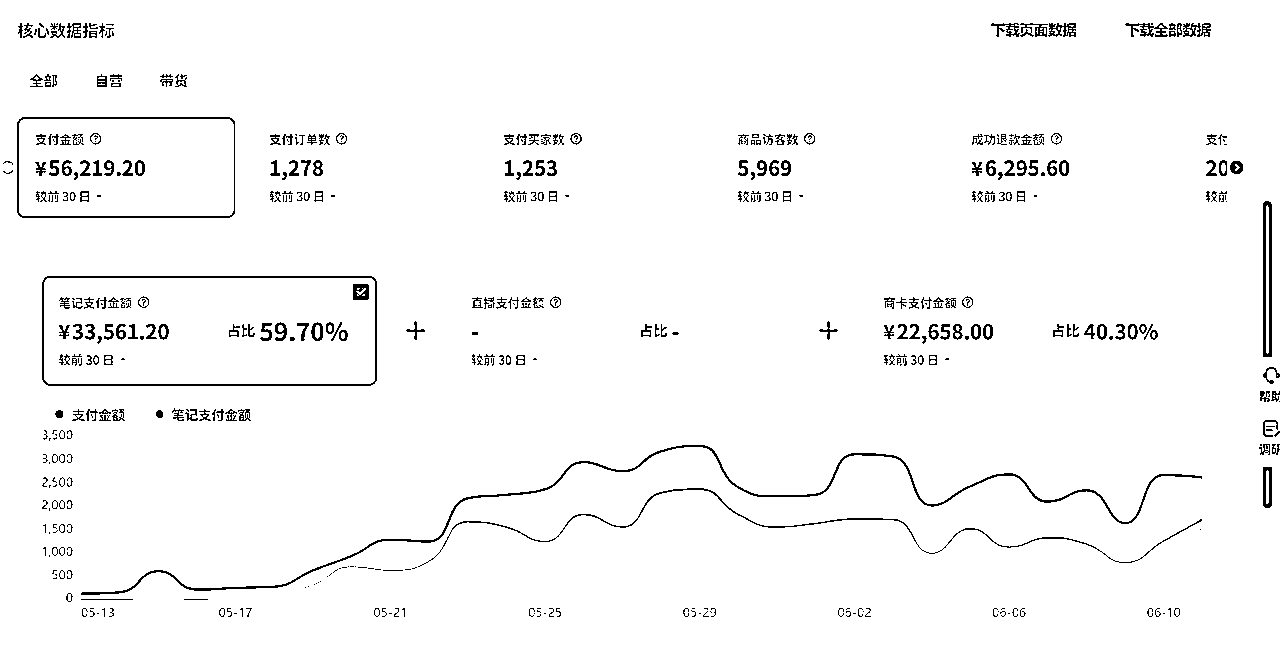 核心数据指标 下载页面数据 下载全部数据
全部 自营 带货
支付金额 支付订单数 支付买家数 商品访客数 成功退款金额 支付
¥56,219.20 1,278 1,253 5,969 ¥6,295.60 20
较前 30 日 - 较前 30 日 - 较前 30 日 - 较前 30 日 - 较前 30 日 - 较前
笔记支付金额 直播支付金额 商卡支付金额
¥33,561.20 占比 59.70% + - 占比 - + ¥22,658.00 占比 40.30%
较前 30 日 - 较前 30 日 - 较前 30 日 -
帮助
调研
支付金额 笔记支付金额
3,500
3,000
2,500
2,000
1,500
1,000
500
0
05-13 05-17 05-21 05-25 05-29 06-02 06-06 06-10